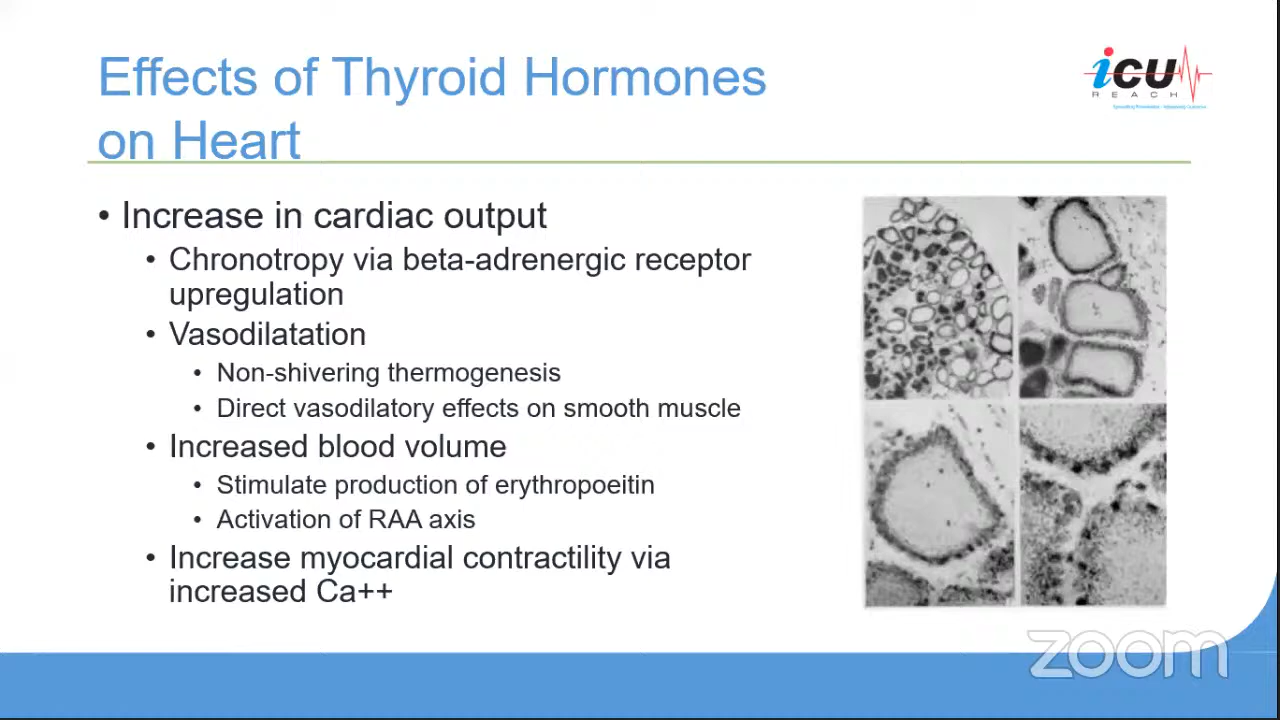 Effects of Thyroid Hormones
on Heart
iCU
REACH
• Increase in cardiac output
• Chronotropy via beta-adrenergic receptor
upregulation
• Vasodilatation
• Non-shivering thermogenesis
• Direct vasodilatory effects on smooth muscle
• Increased blood volume
• Stimulate production of erythropoeitin
• Activation of RAA axis
• Increase myocardial contractility via
increased Ca++
zoom